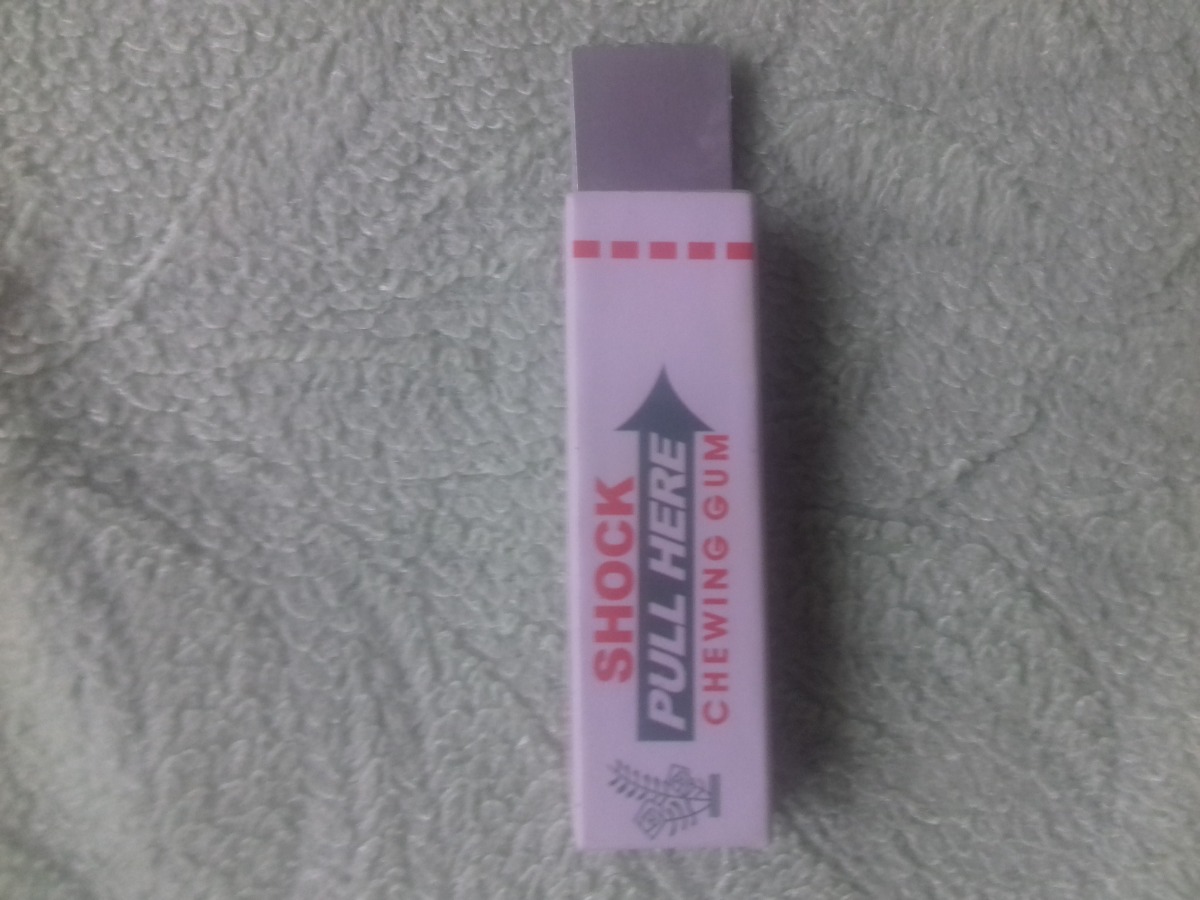 SHOCK
PULL HERE
CHEWING GUM